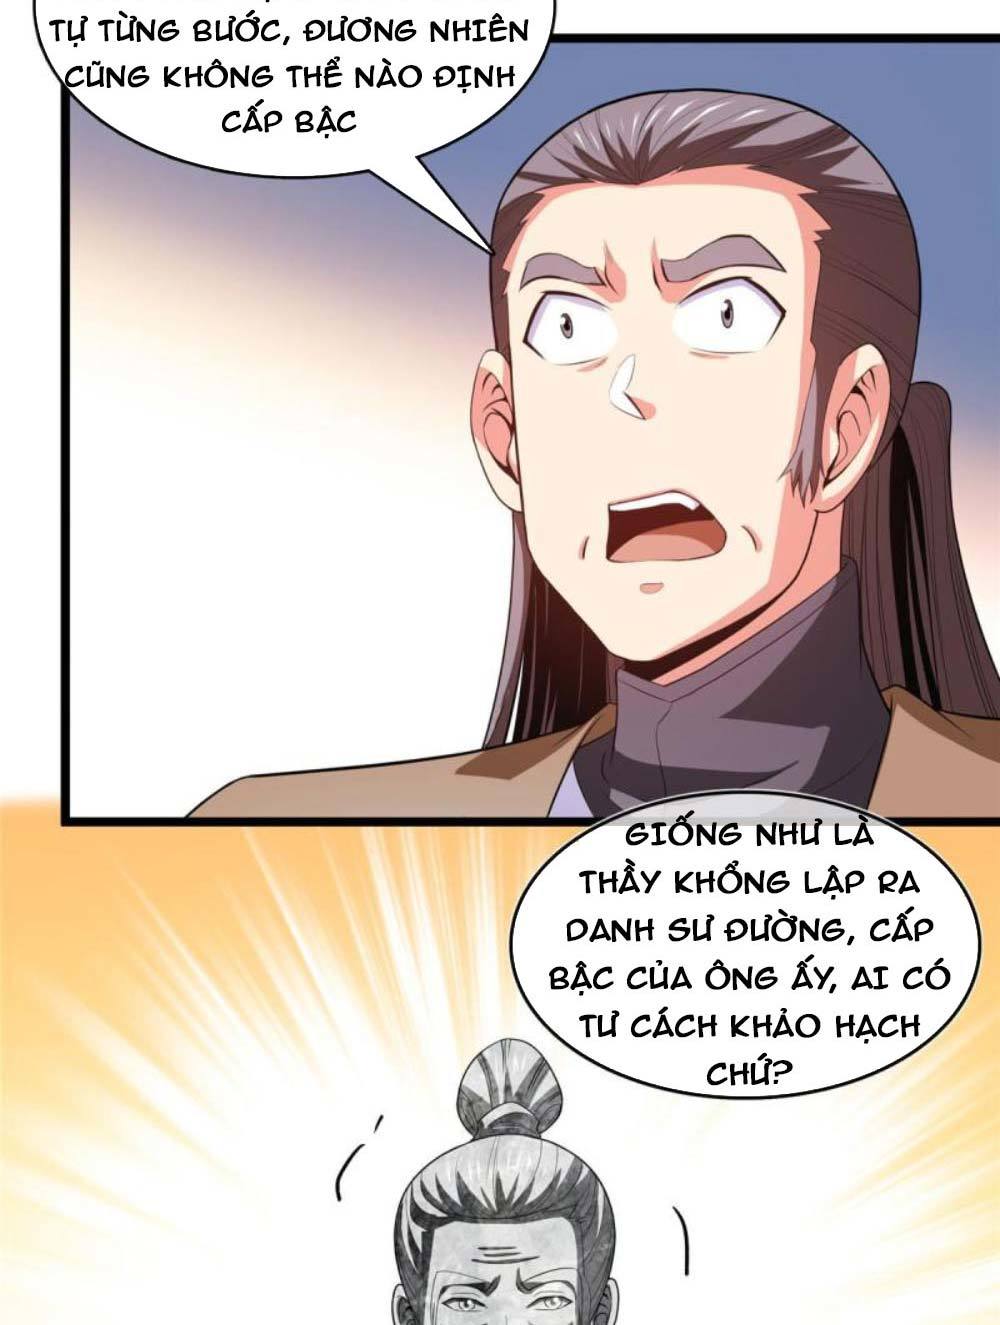 TỰ TỪNG BƯỚC, ĐƯƠNG NHIÊN
CŨNG KHÔNG THỂ NÀO ĐỊNH
CẤP BẬC
GIỐNG NHƯ LÀ
THẦY KHỔNG LẬP RA
DANH SƯ ĐƯỜNG, CẤP
BẬC CỦA ÔNG ẤY, AI CÓ
TƯ CÁCH KHẢO HẠCH
CHỨ?